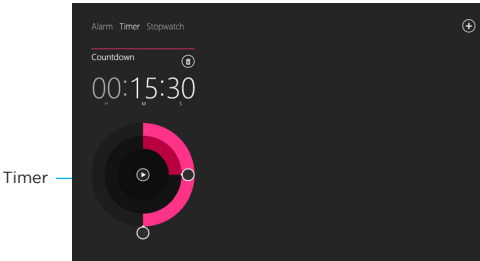 Alarm Timer Stopwatch
Countdown
00:15:30
H M S
Timer